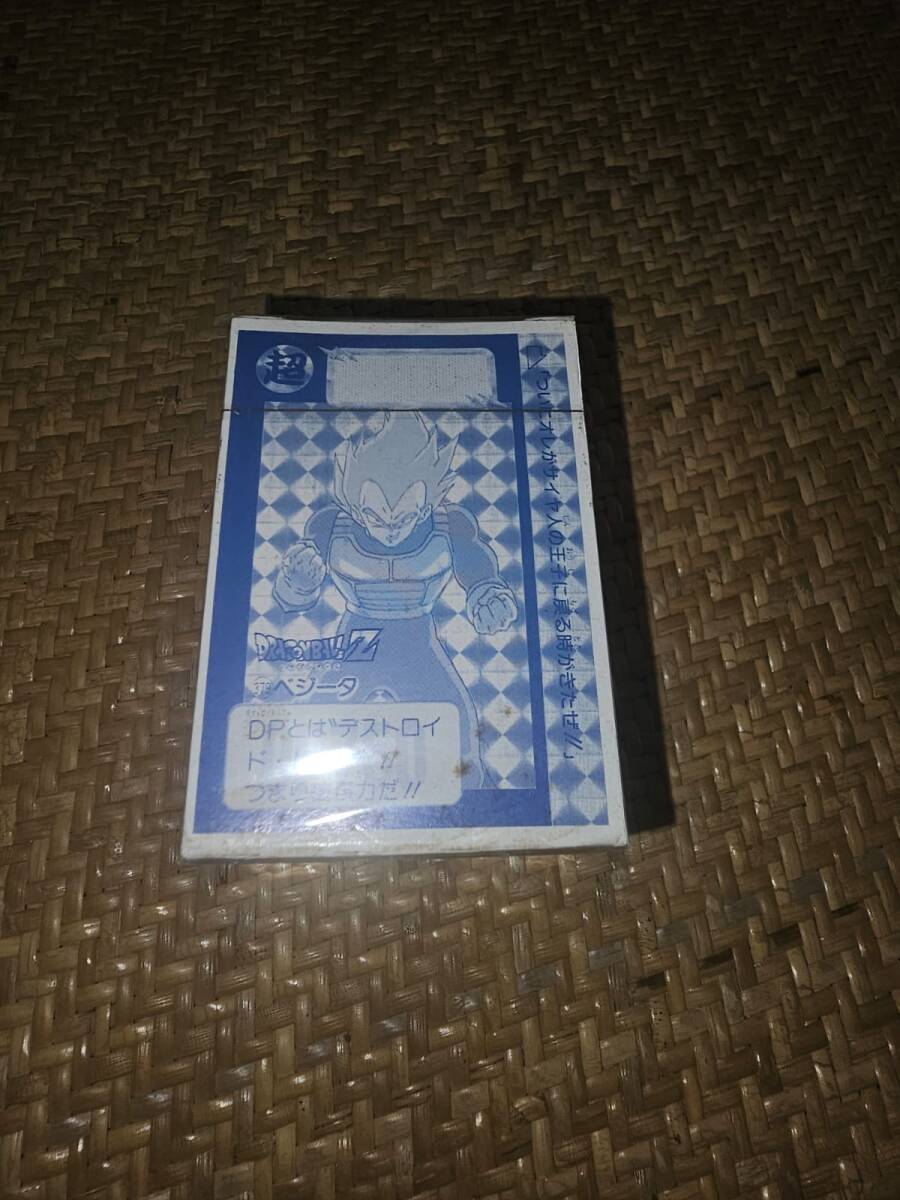 超
「ついにオレがサイヤ人の王子に戻る時がきたぜ!!」
DRAGONBALL Z
ベジータ
DPとは"デストロイ
ド・
つまり
力だ!!